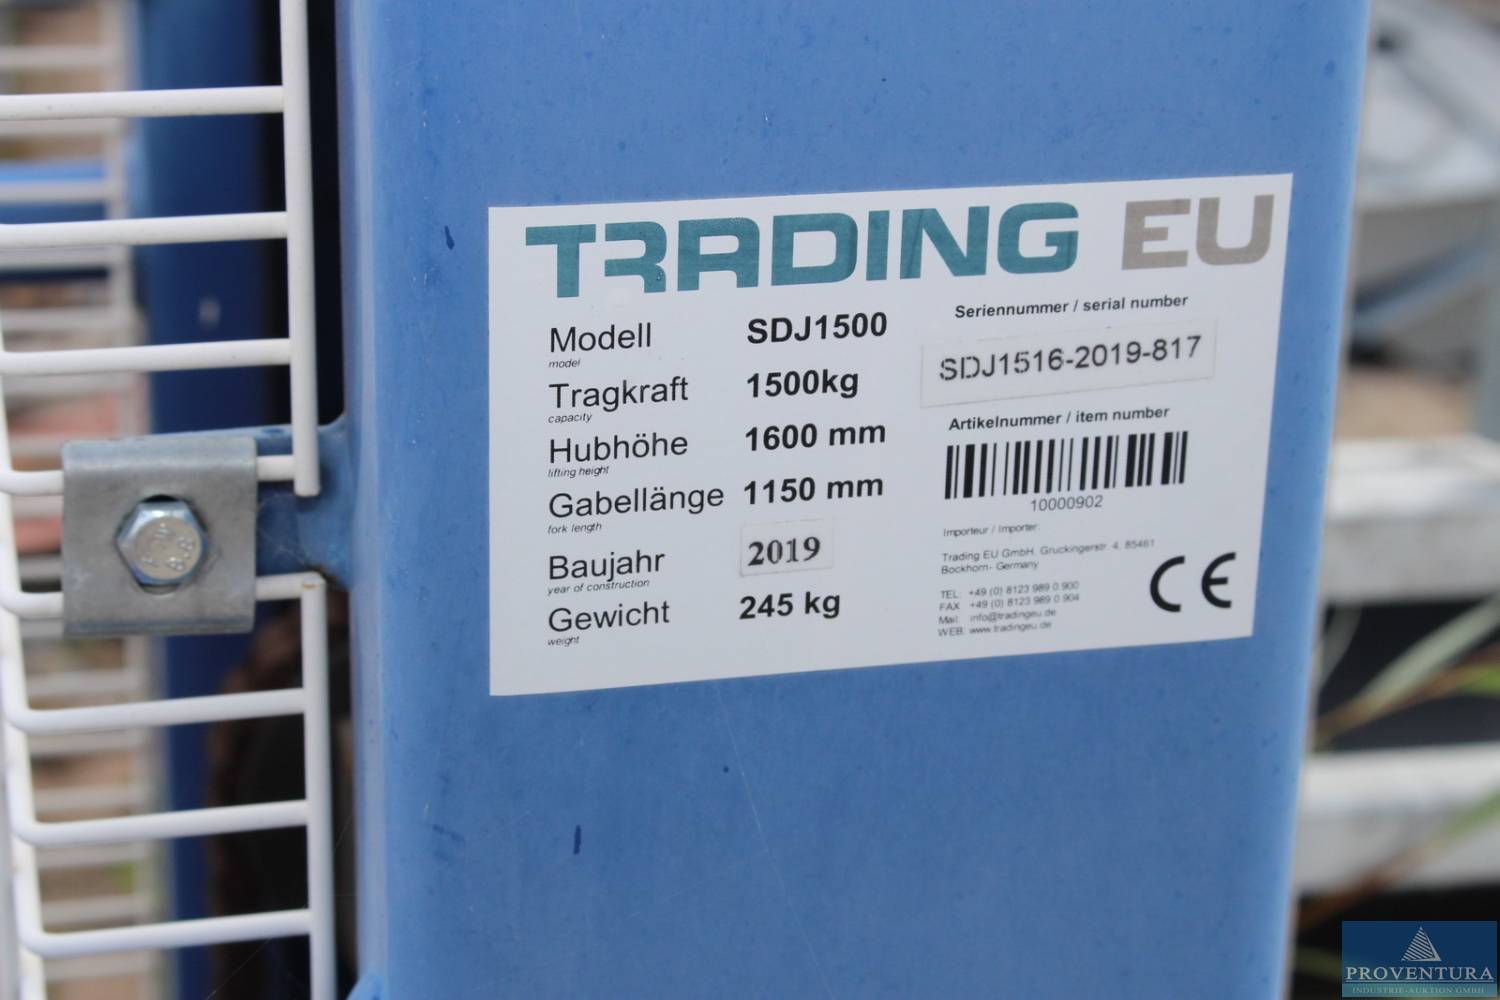 TRADING EU
Modell
model
SDJ1500
Tragkraft
capacity
1500kg
Hubhöhe
lifting height
1600 mm
Gabellänge
fork length
1150 mm
Baujahr
year of construction
2019
Gewicht
weight
245 kg
Seriennummer / serial number
SDJ1516-2019-817
Artikelnummer / item number
10000902
Importeur / Importer:
Trading EU GmbH, Gruckingerstr. 4, 85461
Bockhorn- Germany
TEL: +49 (0) 8123 989 0 900
FAX +49 (0) 8123 989 0 904
Mail: info@tradingeu.de
WEB: www.tradingeu.de
CE
8.8
PROVENTURA
INDUSTRIE-AUKTION GMBH